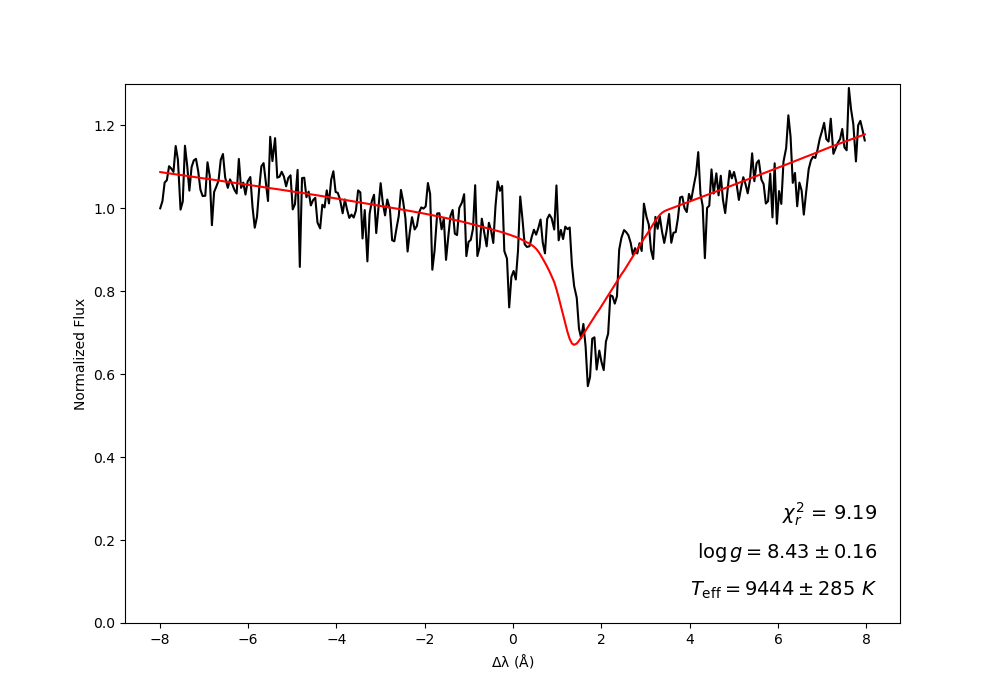 1.2
1.0
0.8
0.6
0.4
0.2
0.0
Normalized Flux
χ²ᵣ = 9.19
log g = 8.43 ± 0.16
T_eff = 9444 ± 285 K
−8 −6 −4 −2 0 2 4 6 8
Δλ (Å)